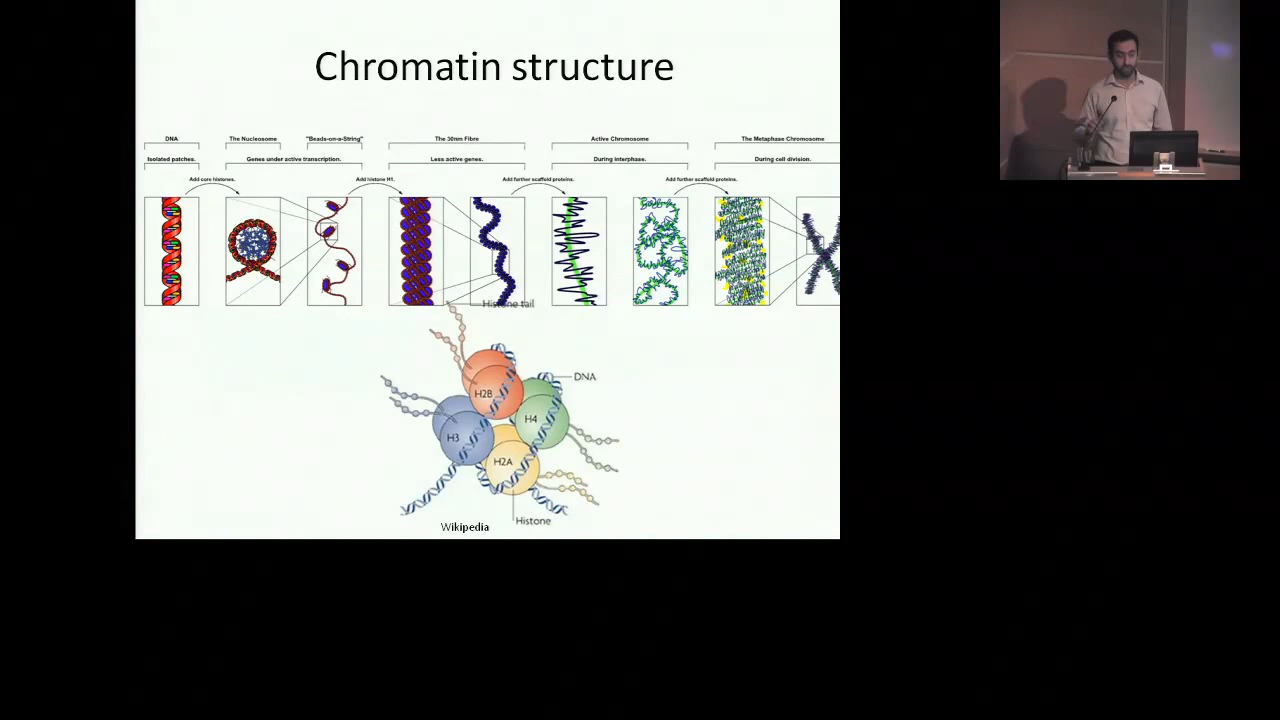 Chromatin structure
DNA
The Nucleosome
"Beads-on-a-String"
The 30nm Fibre
Active Chromosome
The Metaphase Chromosome
Isolated patches.
Genes under active transcription.
Less active genes.
During interphase.
During cell division.
Add core histones.
Add histone H1.
Add further scaffold proteins.
Add further scaffold proteins.
Histone tail
DNA
H2B
H4
H3
H2A
Histone
Wikipedia